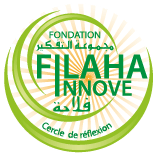 FONDATION
مجموعة التفكير
FILAHA
INNOVE
فلاحة
Cercle de réflexion